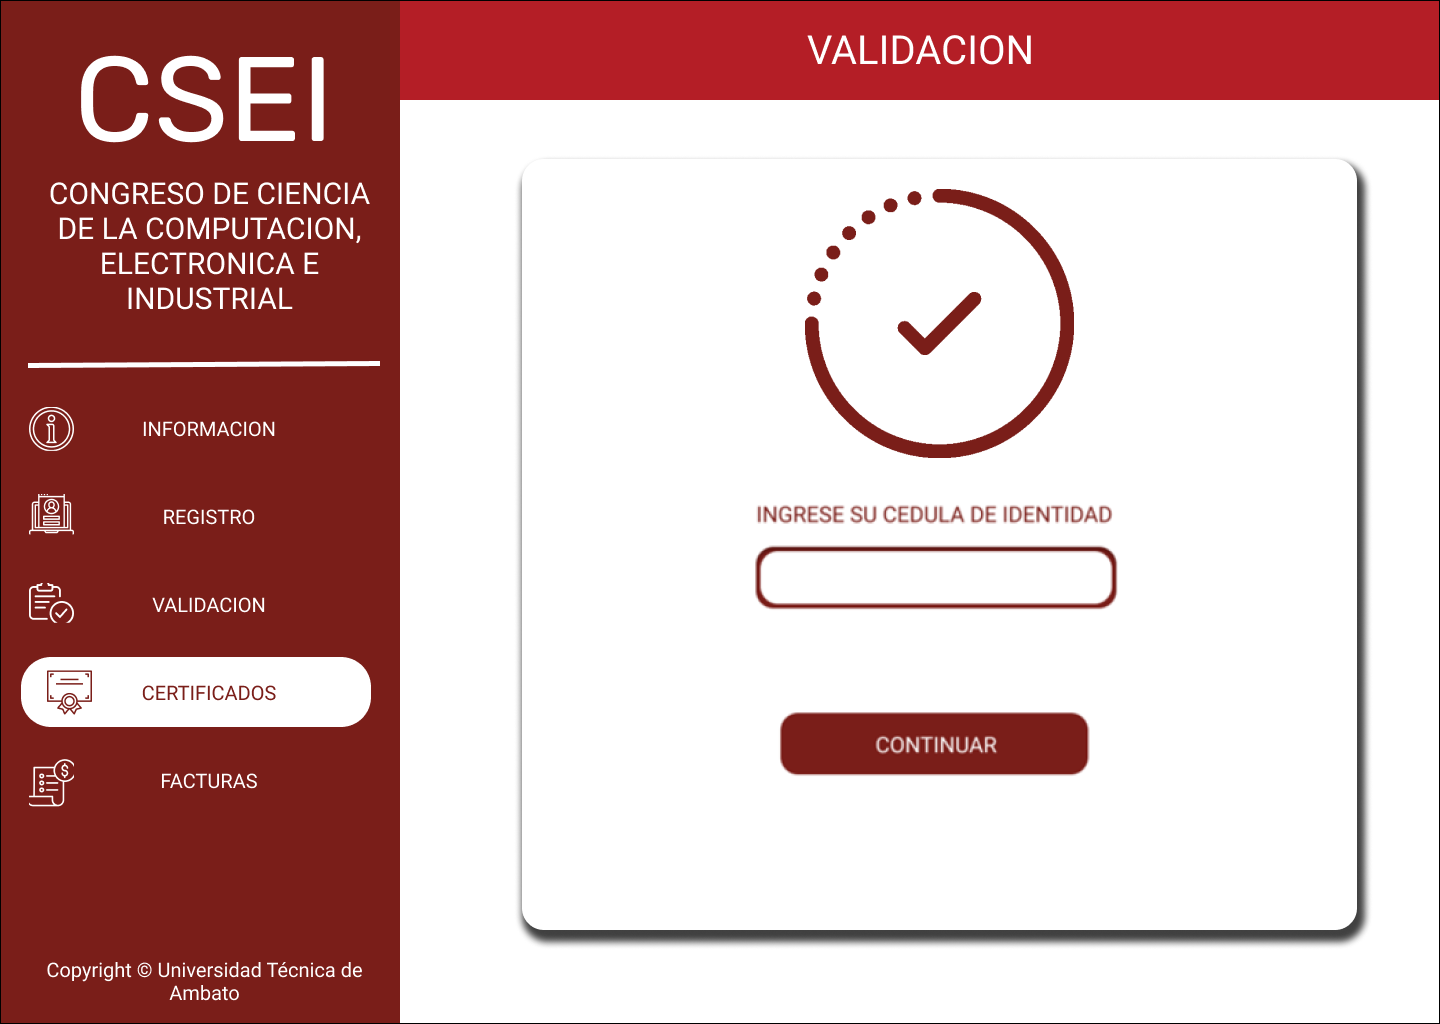 CSEI
CONGRESO DE CIENCIA
DE LA COMPUTACION,
ELECTRONICA E
INDUSTRIAL
INFORMACION
REGISTRO
VALIDACION
CERTIFICADOS
FACTURAS
Copyright © Universidad Técnica de
Ambato
VALIDACION
INGRESE SU CEDULA DE IDENTIDAD
CONTINUAR